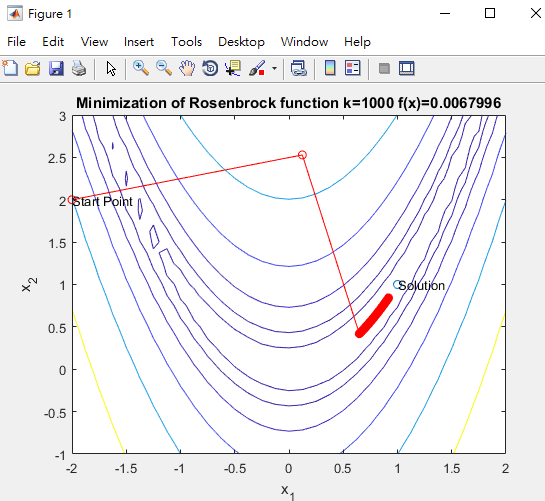 Figure 1
File Edit View Insert Tools Desktop Window Help
Minimization of Rosenbrock function k=1000 f(x)=0.0067996
3
2.5
2
Start Point
1.5
1
Solution
0.5
0
-0.5
-1
x2
-2 -1.5 -1 -0.5 0 0.5 1 1.5 2
x1